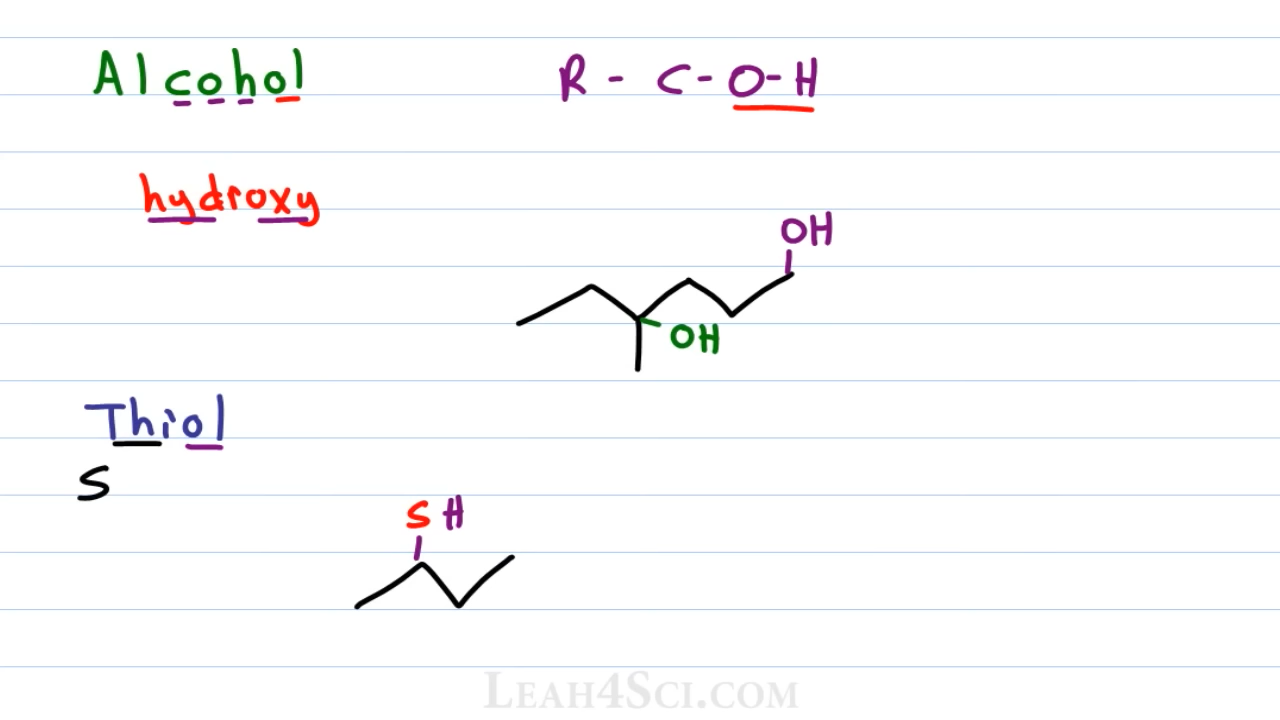 Alcohol R - C - O - H
hydroxy
OH
OH
Thiol
S
SH
LEAH4SCI.COM